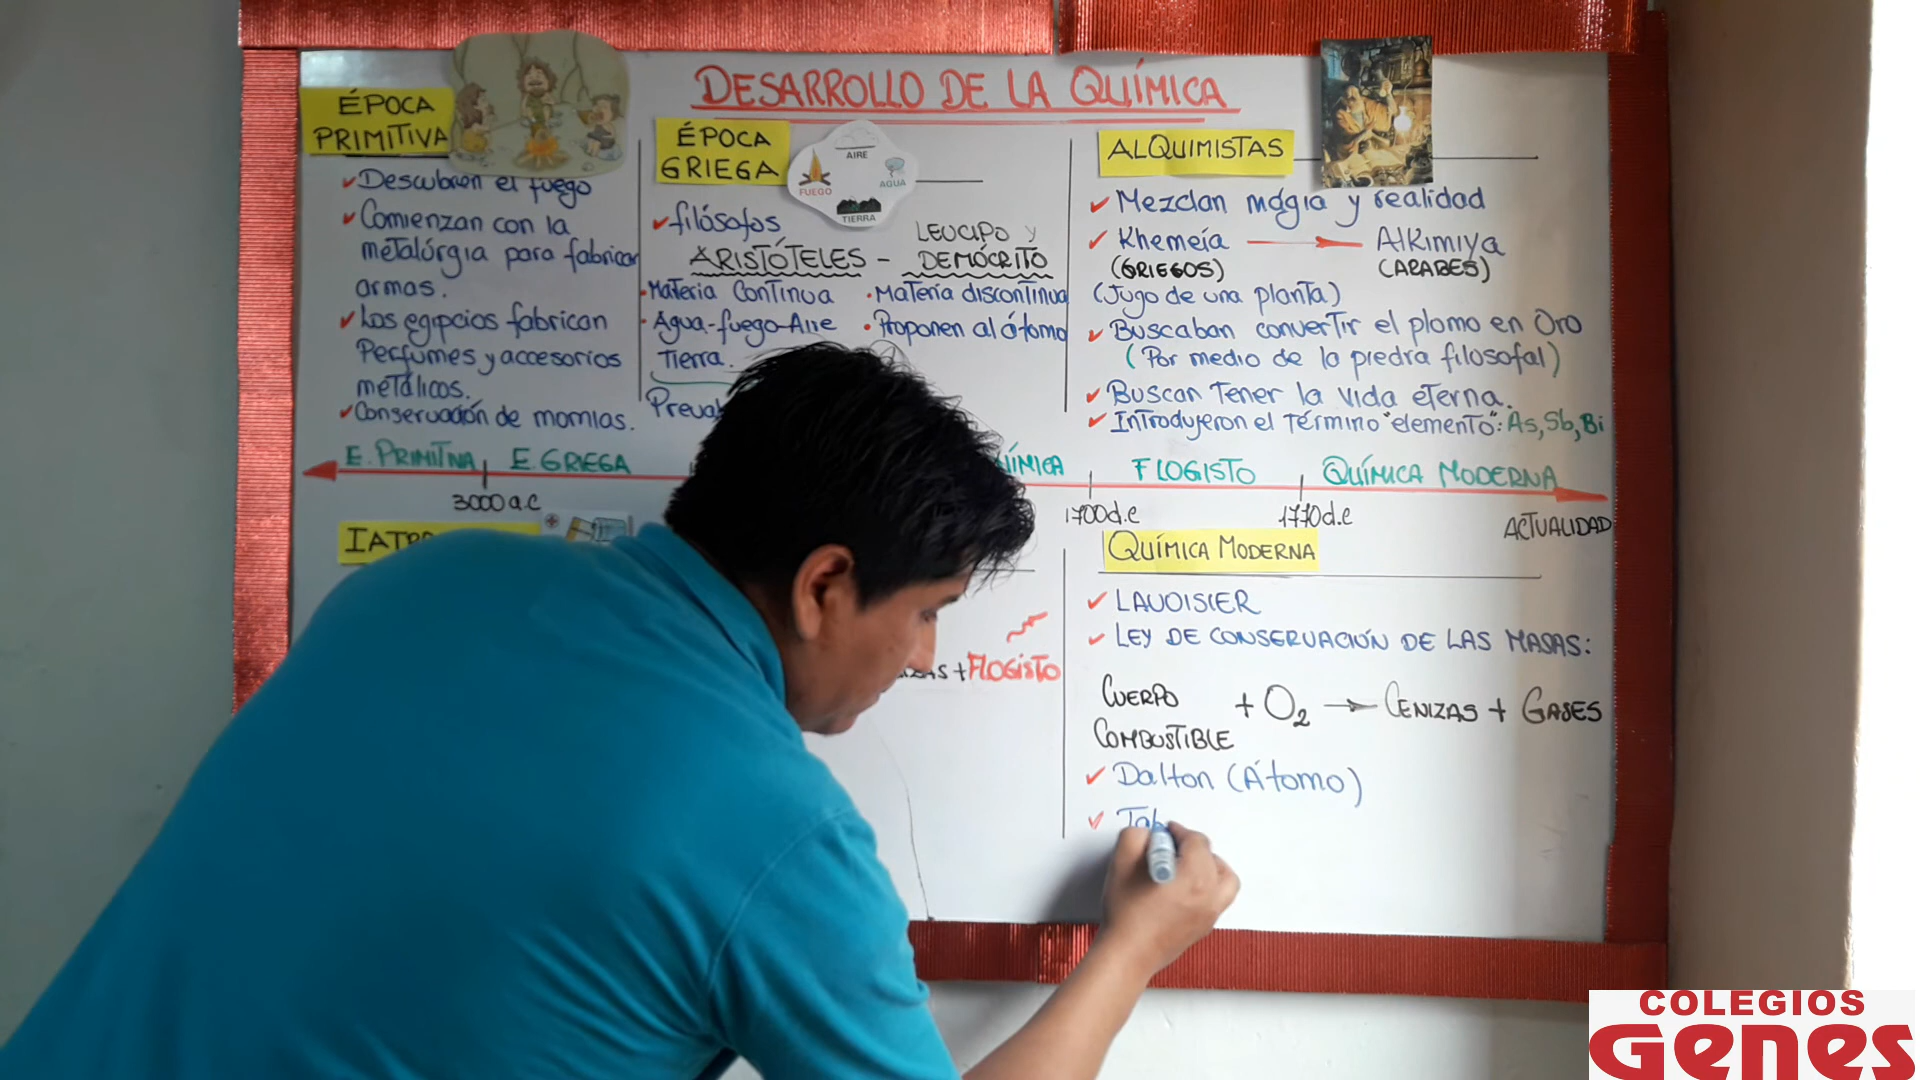 DESARROLLO DE LA QUÍMICA
ÉPOCA
PRIMITIVA
✓Descubren el fuego
✓Comienzan con la
metalúrgia para fabricar
armas.
✓Los egipcios fabrican
Perfumes y accesorios
metálicos.
✓Conservación de momias.
ÉPOCA
GRIEGA
AIRE
FUEGO
AGUA
TIERRA
✓filósofos
ARISTÓTELES -
LEUCIPO y
DEMÓCRITO
·Materia Continua
·Agua-fuego-Aire
Tierra.
·Materia discontinua
·Proponen al átomo
ALQUIMISTAS
✓Mezclan mágia y realidad
✓Khemeía → Alkimiya
(GRIEGOS) (ARABES)
(Jugo de una planta)
✓Buscaban convertir el plomo en Oro
(Por medio de la piedra filosofal)
✓Buscan tener la vida eterna.
✓Introdujeron el término "elemento": As, Sb, Bi
E. PRIMITIVA E. GRIEGA FLOGISTO QUÍMICA MODERNA
3000 a.c 1700 d.c 1770 d.c ACTUALIDAD
+ FLOGISTO
QUÍMICA MODERNA
✓LAVOISIER
✓LEY DE CONSERVACIÓN DE LAS MASAS:
CUERPO
COMBUSTIBLE + O2 → CENIZAS + GASES
✓Dalton (Átomo)
✓Tab
COLEGIOS
Genes